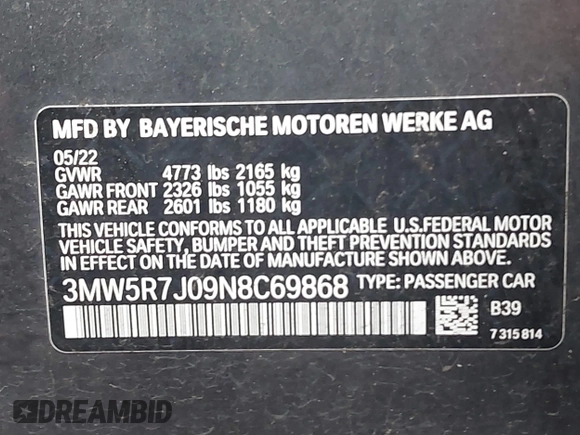 MFD BY BAYERISCHE MOTOREN WERKE AG
05/22
GVWR 4773 lbs 2165 kg
GAWR FRONT 2326 lbs 1055 kg
GAWR REAR 2601 lbs 1180 kg
THIS VEHICLE CONFORMS TO ALL APPLICABLE U.S.FEDERAL MOTOR
VEHICLE SAFETY, BUMPER AND THEFT PREVENTION STANDARDS
IN EFFECT ON THE DATE OF MANUFACTURE SHOWN ABOVE.
3MW5R7J09N8C69868 TYPE: PASSENGER CAR
B39
7 315 814
DREAMBID